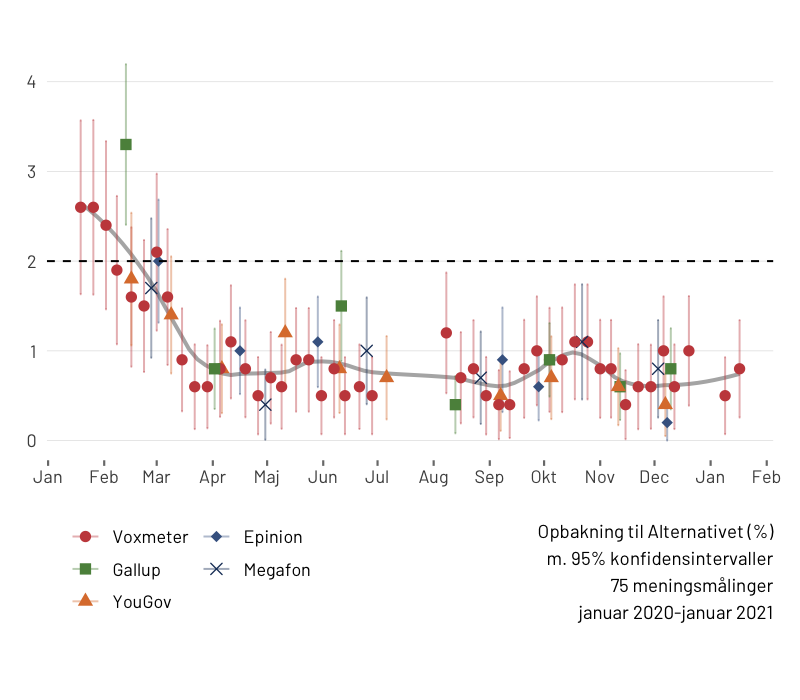 4
3
2
1
0
Jan Feb Mar Apr Maj Jun Jul Aug Sep Okt Nov Dec Jan Feb
Voxmeter Epinion
Gallup Megafon
YouGov
Opbakning til Alternativet (%)
m. 95% konfidensintervaller
75 meningsmålinger
januar 2020-januar 2021